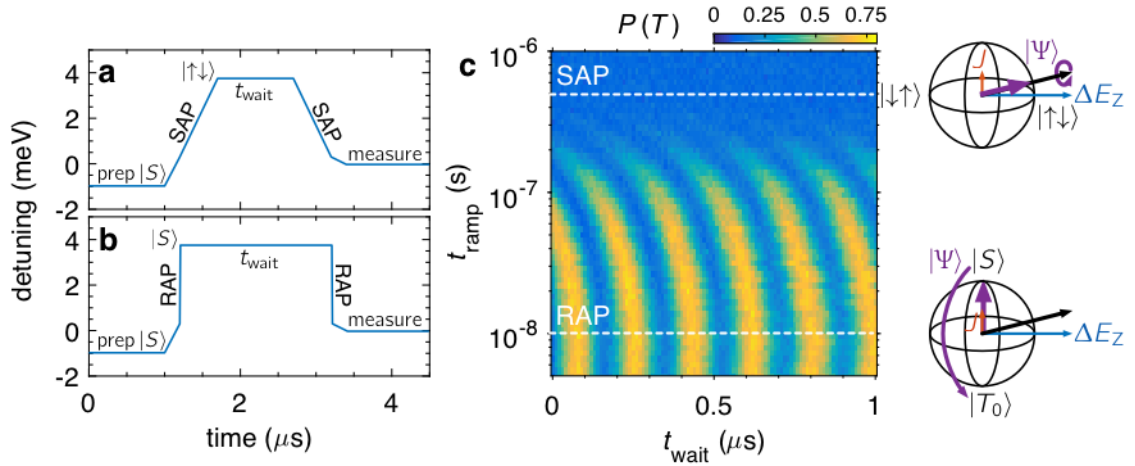 P(T)
0 0.25 0.5 0.75
a
|↑↓⟩
t_wait
SAP
SAP
prep |S⟩
measure
4
2
0
-2
b
|S⟩
t_wait
RAP
RAP
prep |S⟩
measure
4
2
0
-2
0 2 4
detuning (meV)
time (μs)
c
SAP
RAP
10⁻⁶
10⁻⁷
10⁻⁸
t_ramp (s)
0 0.5 1
t_wait (μs)
J
|Ψ⟩
|↓↑⟩
ΔE_Z
|↑↓⟩
|Ψ⟩
|S⟩
J
ΔE_Z
|T₀⟩